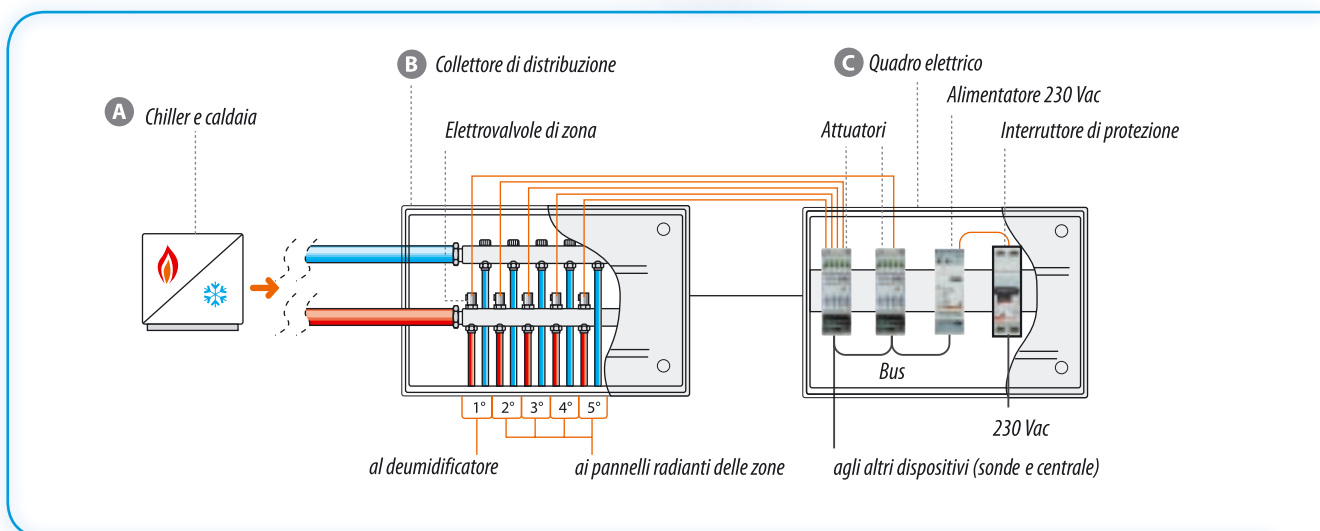 A Chiller e caldaia
B Collettore di distribuzione
Elettrovalvole di zona
C Quadro elettrico
Alimentatore 230 Vac
Attuatori
Interruttore di protezione
Bus
1° 2° 3° 4° 5°
230 Vac
al deumidificatore
ai pannelli radianti delle zone
agli altri dispositivi (sonde e centrale)